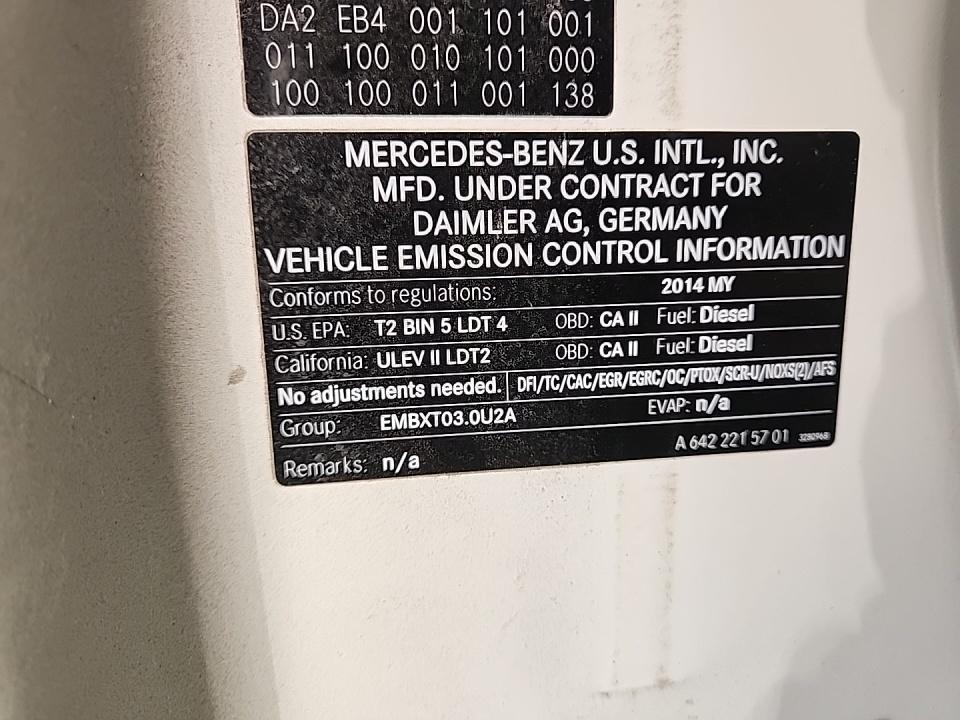 DA2 EB4 001 101 001
011 100 010 101 000
100 100 011 001 138
MERCEDES-BENZ U.S. INTL., INC.
MFD. UNDER CONTRACT FOR
DAIMLER AG, GERMANY
VEHICLE EMISSION CONTROL INFORMATION
Conforms to regulations: 2014 MY
U.S. EPA: T2 BIN 5 LDT 4 OBD: CA II Fuel: Diesel
California: ULEV II LDT2 OBD: CA II Fuel: Diesel
No adjustments needed. DFI/TC/CAC/EGR/EGRC/OC/PTOX/SCR-U/NOXS(2)/AFS
Group: EMBXT03.0U2A EVAP: n/a
Remarks: n/a A 642 221 57 01